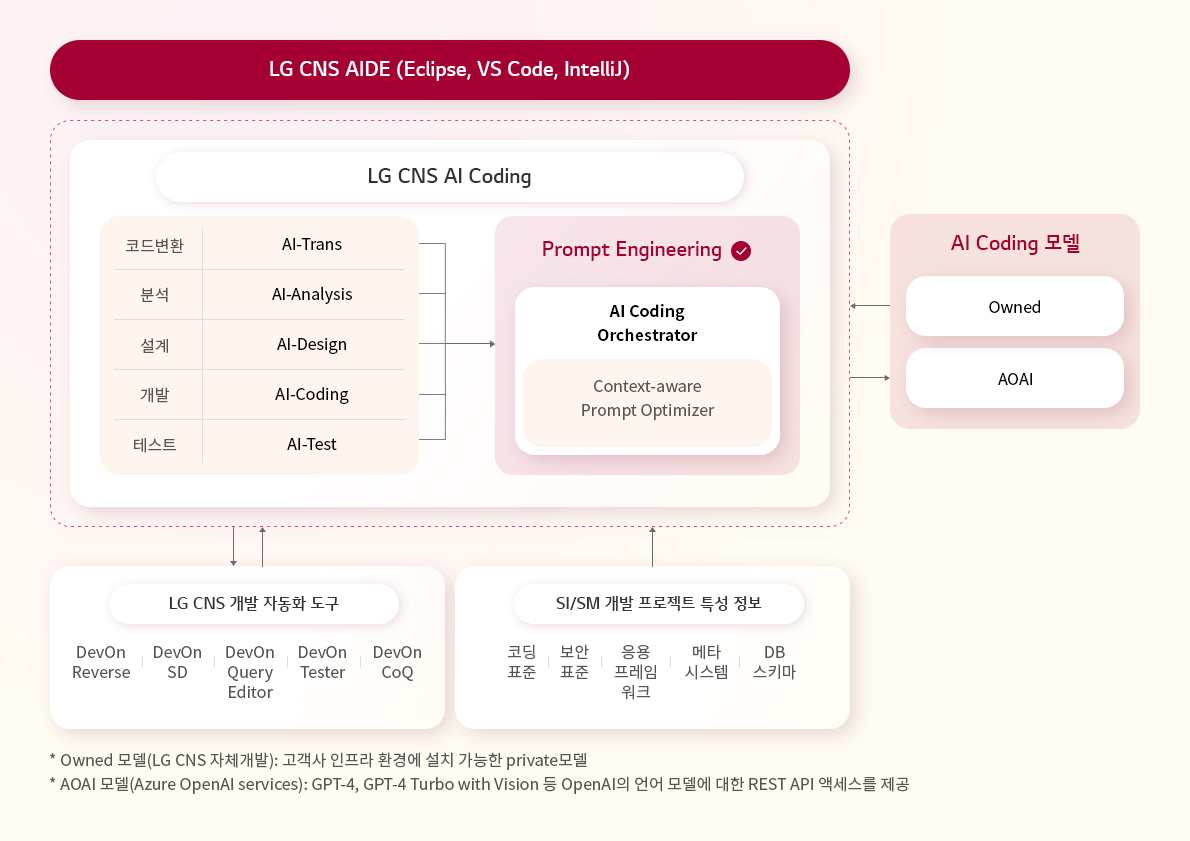 LG CNS AIDE (Eclipse, VS Code, IntelliJ)
LG CNS AI Coding
코드변환 AI-Trans
분석 AI-Analysis
설계 AI-Design
개발 AI-Coding
테스트 AI-Test
Prompt Engineering
AI Coding
Orchestrator
Context-aware
Prompt Optimizer
AI Coding 모델
Owned
AOAI
LG CNS 개발 자동화 도구
DevOn
Reverse
DevOn
SD
DevOn
Query
Editor
DevOn
Tester
DevOn
CoQ
SI/SM 개발 프로젝트 특성 정보
코딩
표준
보안
표준
응용
프레임
워크
메타
시스템
DB
스키마
* Owned 모델(LG CNS 자체개발): 고객사 인프라 환경에 설치 가능한 private모델
* AOAI 모델(Azure OpenAI services): GPT-4, GPT-4 Turbo with Vision 등 OpenAI의 언어 모델에 대한 REST API 액세스를 제공